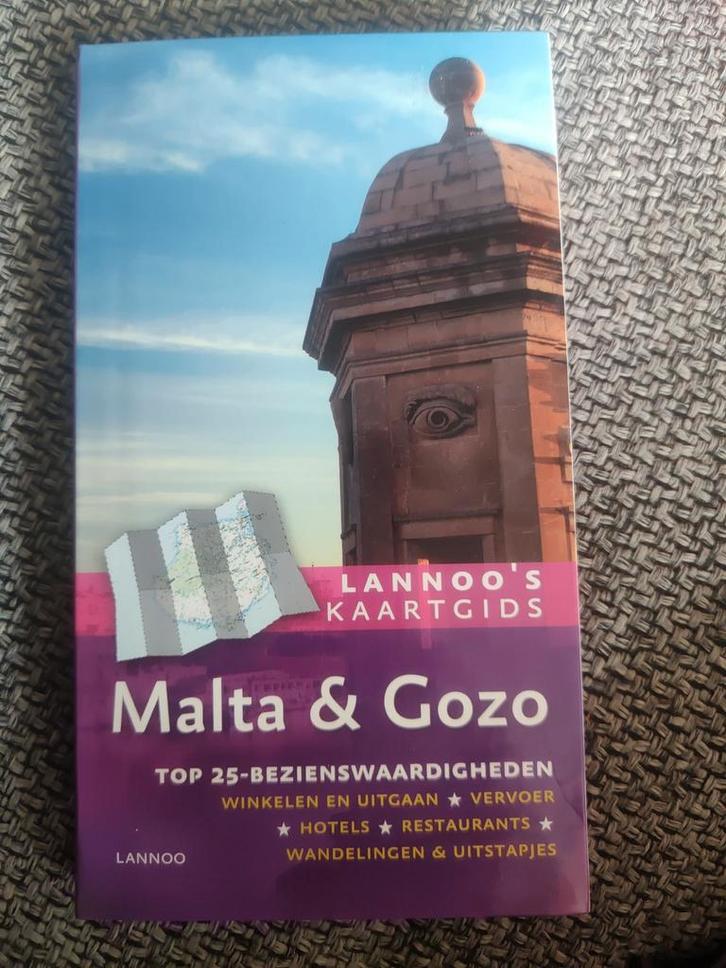 LANNOO'S
KAARTGIDS
Malta & Gozo
TOP 25-BEZIENSWAARDIGHEDEN
WINKELEN EN UITGAAN ★ VERVOER
★ HOTELS ★ RESTAURANTS ★
WANDELINGEN & UITSTAPJES
LANNOO